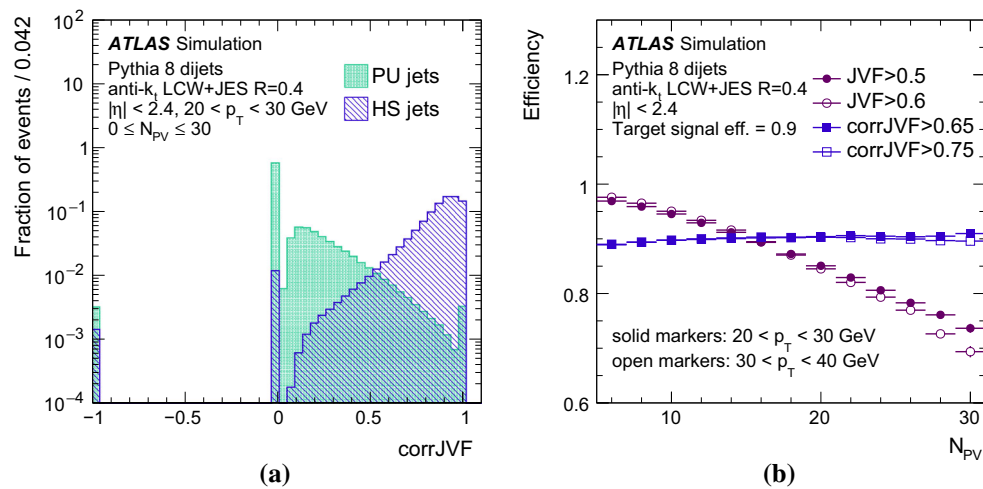 Fraction of events / 0.042
10²
10
1
10⁻¹
10⁻²
10⁻³
10⁻⁴
ATLAS Simulation
Pythia 8 dijets
anti-kₜ LCW+JES R=0.4
|η| < 2.4, 20 < p_T < 30 GeV
0 ≤ N_PV ≤ 30
PU jets
HS jets
−1 −0.5 0 0.5 1
corrJVF
(a)
Efficiency
1.2
1
0.8
0.6
ATLAS Simulation
Pythia 8 dijets
anti-kₜ LCW+JES R=0.4
|η| < 2.4
Target signal eff. = 0.9
JVF>0.5
JVF>0.6
corrJVF>0.65
corrJVF>0.75
solid markers: 20 < p_T < 30 GeV
open markers: 30 < p_T < 40 GeV
10 20 30
N_PV
(b)